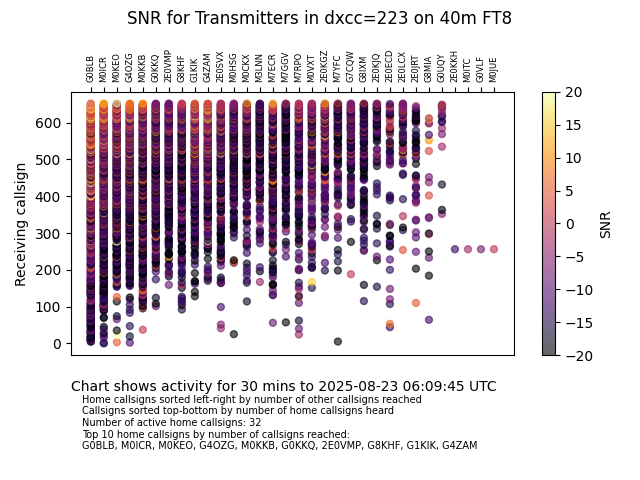 SNR for Transmitters in dxcc=223 on 40m FT8
G0BLB M0ICR M0KEO G4OZG M0KKB G0KKQ 2E0VMP G8KHF G1KIK G4ZAM 2E0SVX M0HSG M0CKX M3LNN M7ECR M7GGV M7RPO M0VXT 2E0KGZ M7YFC G7CQW G8IXM 2E0KJQ 2E0ECD 2E0LCX 2E0JRT G8MIA G0UQY 2E0KKH M0ITC G0VLF M0JUE
Receiving callsign
600
500
400
300
200
100
0
20
15
10
5
0
−5
−10
−15
−20
SNR
Chart shows activity for 30 mins to 2025-08-23 06:09:45 UTC
Home callsigns sorted left-right by number of other callsigns reached
Callsigns sorted top-bottom by number of home callsigns heard
Number of active home callsigns: 32
Top 10 home callsigns by number of callsigns reached:
G0BLB, M0ICR, M0KEO, G4OZG, M0KKB, G0KKQ, 2E0VMP, G8KHF, G1KIK, G4ZAM